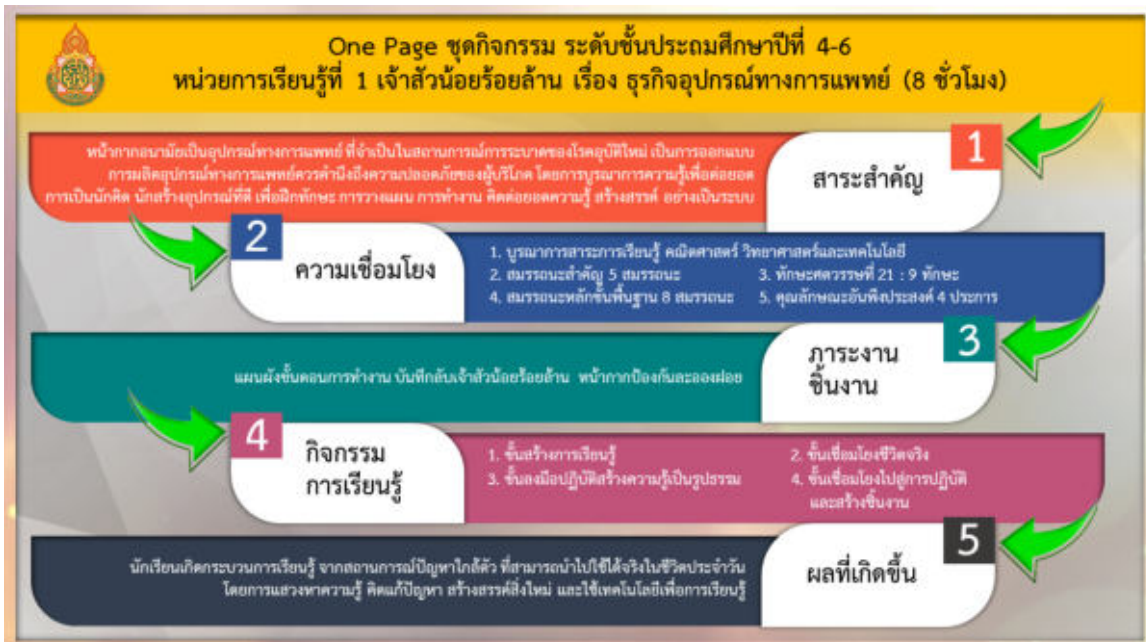 One Page ชุดกิจกรรม ระดับชั้นประถมศึกษาปีที่ 4-6
หน่วยการเรียนรู้ที่ 1 เจ้าสัวน้อยร้อยล้าน เรื่อง ธุรกิจอุปกรณ์ทางการแพทย์ (8 ชั่วโมง)
1
สาระสำคัญ
หน้ากากอนามัยเป็นอุปกรณ์ทางการแพทย์ ที่จำเป็นในสถานการณ์การระบาดของโรคอุบัติใหม่ เป็นการออกแบบ
การผลิตอุปกรณ์ทางการแพทย์ควรคำนึงถึงความปลอดภัยของผู้บริโภค โดยการบูรณาการความรู้เพื่อต่อยอด
การเป็นนักคิด นักสร้างอุปกรณ์ที่ดี เพื่อฝึกทักษะ การวางแผน การทำงาน คิดต่อยอดความรู้ สร้างสรรค์ อย่างเป็นระบบ
2
ความเชื่อมโยง
1. บูรณาการสาระการเรียนรู้ คณิตศาสตร์ วิทยาศาสตร์และเทคโนโลยี
2. สมรรถนะสำคัญ 5 สมรรถนะ 3. ทักษะศตวรรษที่ 21 : 9 ทักษะ
4. สมรรถนะหลักขั้นพื้นฐาน 8 สมรรถนะ 5. คุณลักษณะอันพึงประสงค์ 4 ประการ
3
ภาระงาน
ชิ้นงาน
แผนผังขั้นตอนการทำงาน บันทึกลับเจ้าสัวน้อยร้อยล้าน หน้ากากป้องกันละอองฝอย
4
กิจกรรม
การเรียนรู้
1. ขั้นสร้างการเรียนรู้ 2. ขั้นเชื่อมโยงชีวิตจริง
3. ขั้นลงมือปฏิบัติสร้างความรู้เป็นรูปธรรม 4. ขั้นเชื่อมโยงไปสู่การปฏิบัติ
และสร้างชิ้นงาน
5
ผลที่เกิดขึ้น
นักเรียนเกิดกระบวนการเรียนรู้ จากสถานการณ์ปัญหาใกล้ตัว ที่สามารถนำไปใช้ได้จริงในชีวิตประจำวัน
โดยการแสวงหาความรู้ คิดแก้ปัญหา สร้างสรรค์สิ่งใหม่ และใช้เทคโนโลยีเพื่อการเรียนรู้